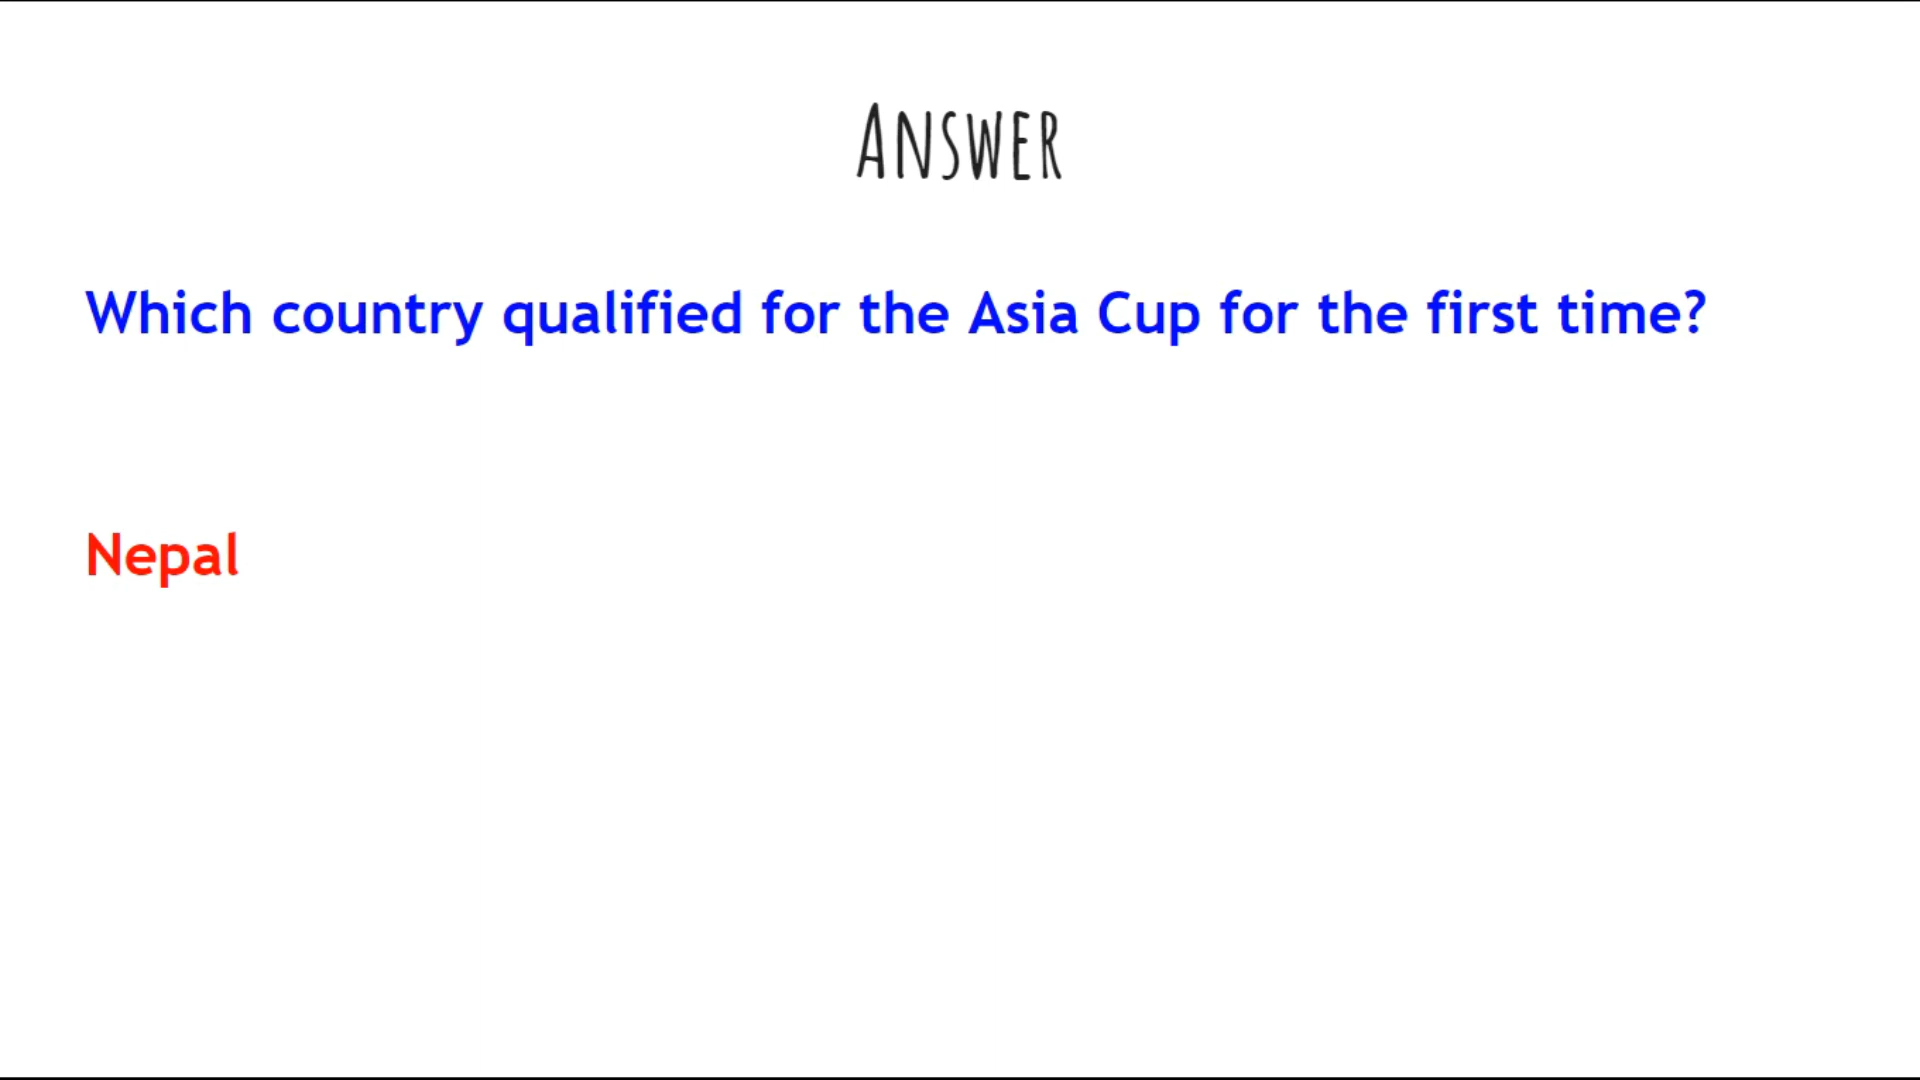 ANSWER
Which country qualified for the Asia Cup for the first time?
Nepal